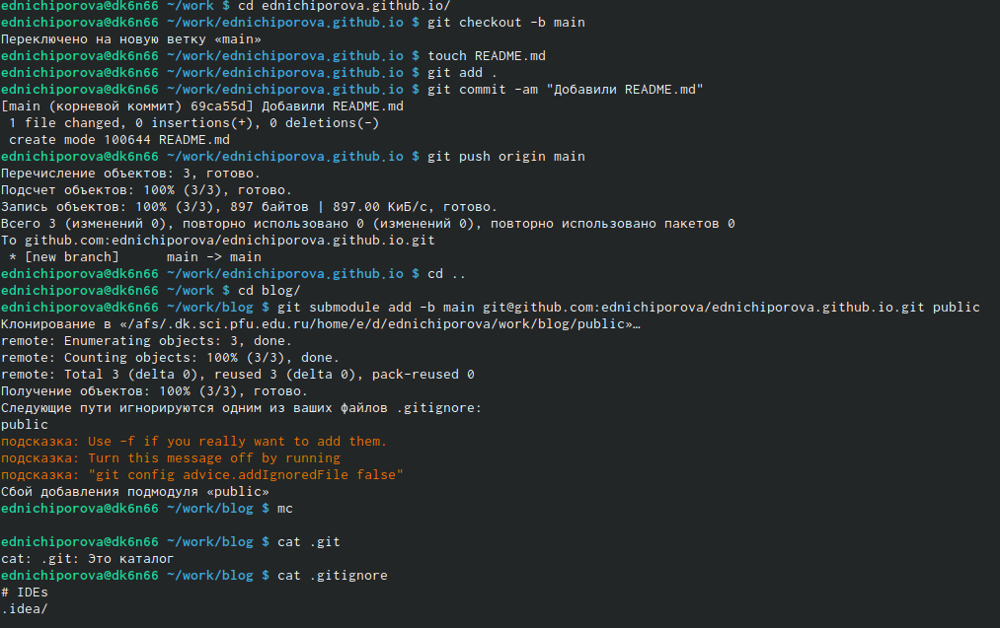 ednichiporova@dk6n66 ~/work $ cd ednichiporova.github.io/
ednichiporova@dk6n66 ~/work/ednichiporova.github.io $ git checkout -b main
Переключено на новую ветку «main»
ednichiporova@dk6n66 ~/work/ednichiporova.github.io $ touch README.md
ednichiporova@dk6n66 ~/work/ednichiporova.github.io $ git add .
ednichiporova@dk6n66 ~/work/ednichiporova.github.io $ git commit -am "Добавили README.md"
[main (корневой коммит) 69ca55d] Добавили README.md
 1 file changed, 0 insertions(+), 0 deletions(-)
 create mode 100644 README.md
ednichiporova@dk6n66 ~/work/ednichiporova.github.io $ git push origin main
Перечисление объектов: 3, готово.
Подсчет объектов: 100% (3/3), готово.
Запись объектов: 100% (3/3), 897 байтов | 897.00 КиБ/с, готово.
Всего 3 (изменений 0), повторно использовано 0 (изменений 0), повторно использовано пакетов 0
To github.com:ednichiporova/ednichiporova.github.io.git
 * [new branch]      main -> main
ednichiporova@dk6n66 ~/work/ednichiporova.github.io $ cd ..
ednichiporova@dk6n66 ~/work $ cd blog/
ednichiporova@dk6n66 ~/work/blog $ git submodule add -b main git@github.com:ednichiporova/ednichiporova.github.io.git public
Клонирование в «/afs/.dk.sci.pfu.edu.ru/home/e/d/ednichiporova/work/blog/public»…
remote: Enumerating objects: 3, done.
remote: Counting objects: 100% (3/3), done.
remote: Total 3 (delta 0), reused 3 (delta 0), pack-reused 0
Получение объектов: 100% (3/3), готово.
Следующие пути игнорируются одним из ваших файлов .gitignore:
public
подсказка: Use -f if you really want to add them.
подсказка: Turn this message off by running
подсказка: "git config advice.addIgnoredFile false"
Сбой добавления подмодуля «public»
ednichiporova@dk6n66 ~/work/blog $ mc
ednichiporova@dk6n66 ~/work/blog $ cat .git
cat: .git: Это каталог
ednichiporova@dk6n66 ~/work/blog $ cat .gitignore
# IDEs
.idea/